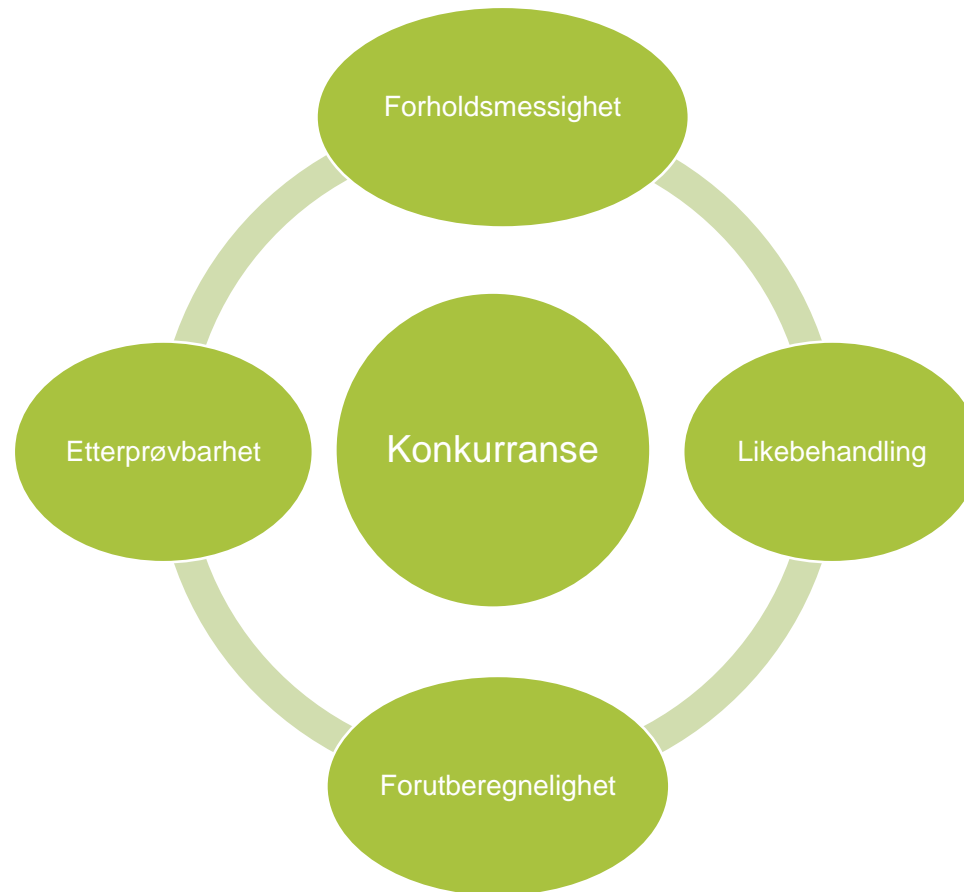 Forholdsmessighet
Etterprøvbarhet
Konkurranse
Likebehandling
Forutberegnelighet